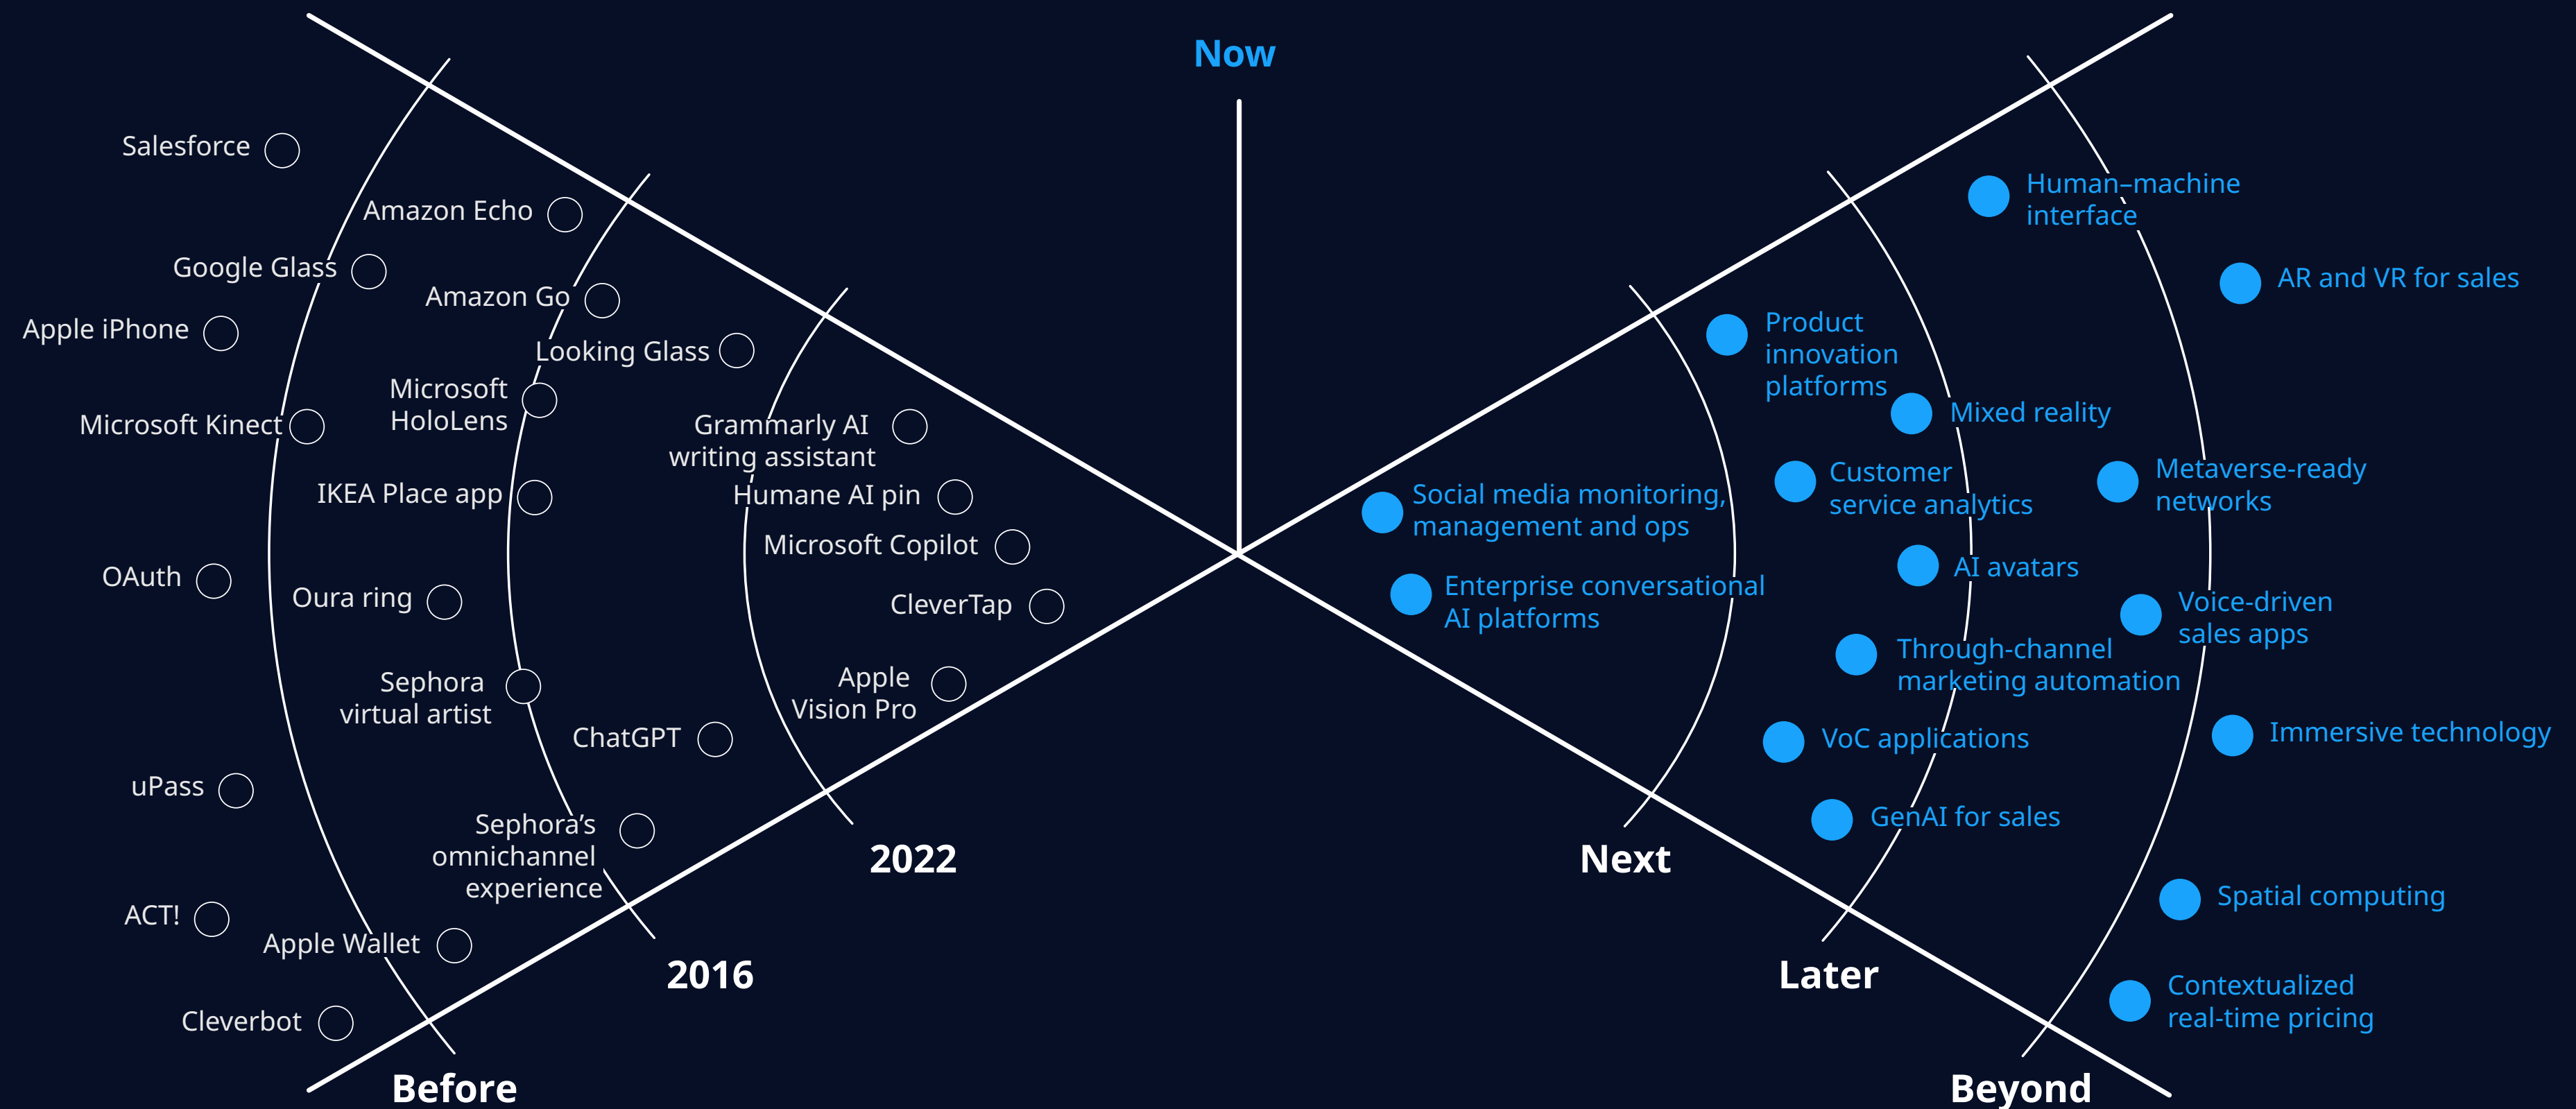 Now
Salesforce
Amazon Echo
Google Glass
Amazon Go
Apple iPhone
Looking Glass
Microsoft
HoloLens
Microsoft Kinect
Grammarly AI
writing assistant
IKEA Place app
Humane AI pin
Microsoft Copilot
OAuth
Oura ring
CleverTap
Sephora
virtual artist
Apple
Vision Pro
ChatGPT
uPass
Sephora’s
omnichannel
experience
ACT!
Apple Wallet
Cleverbot
2022
2016
Before
Human–machine
interface
AR and VR for sales
Product
innovation
platforms
Mixed reality
Customer
service analytics
Metaverse-ready
networks
Social media monitoring,
management and ops
AI avatars
Enterprise conversational
AI platforms
Voice-driven
sales apps
Through-channel
marketing automation
VoC applications
Immersive technology
GenAI for sales
Spatial computing
Contextualized
real-time pricing
Next
Later
Beyond